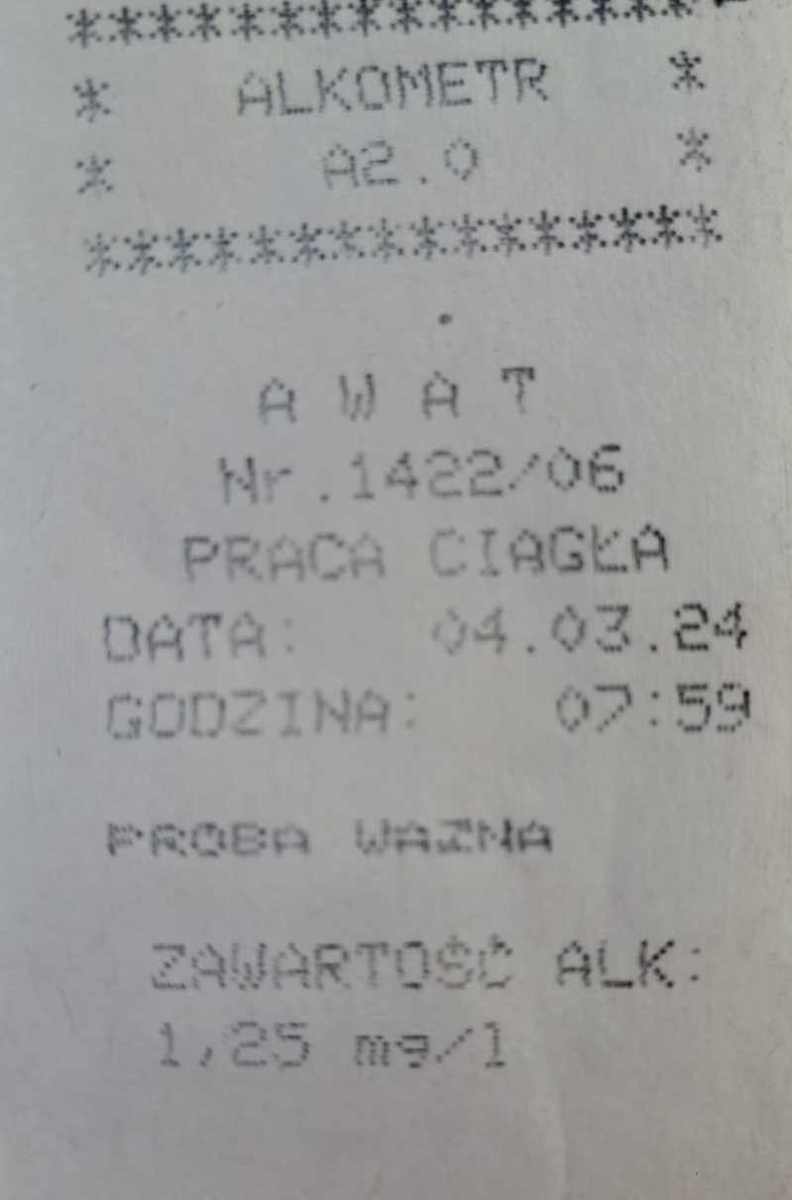 ****************
* ALKOMETR *
* A2.0 *
****************
A W A T
Nr.1422/06
PRACA CIAGŁA
DATA: 04.03.24
GODZINA: 07:59
PROBA WAZNA
ZAWARTOŚĆ ALK:
1,25 mg/l